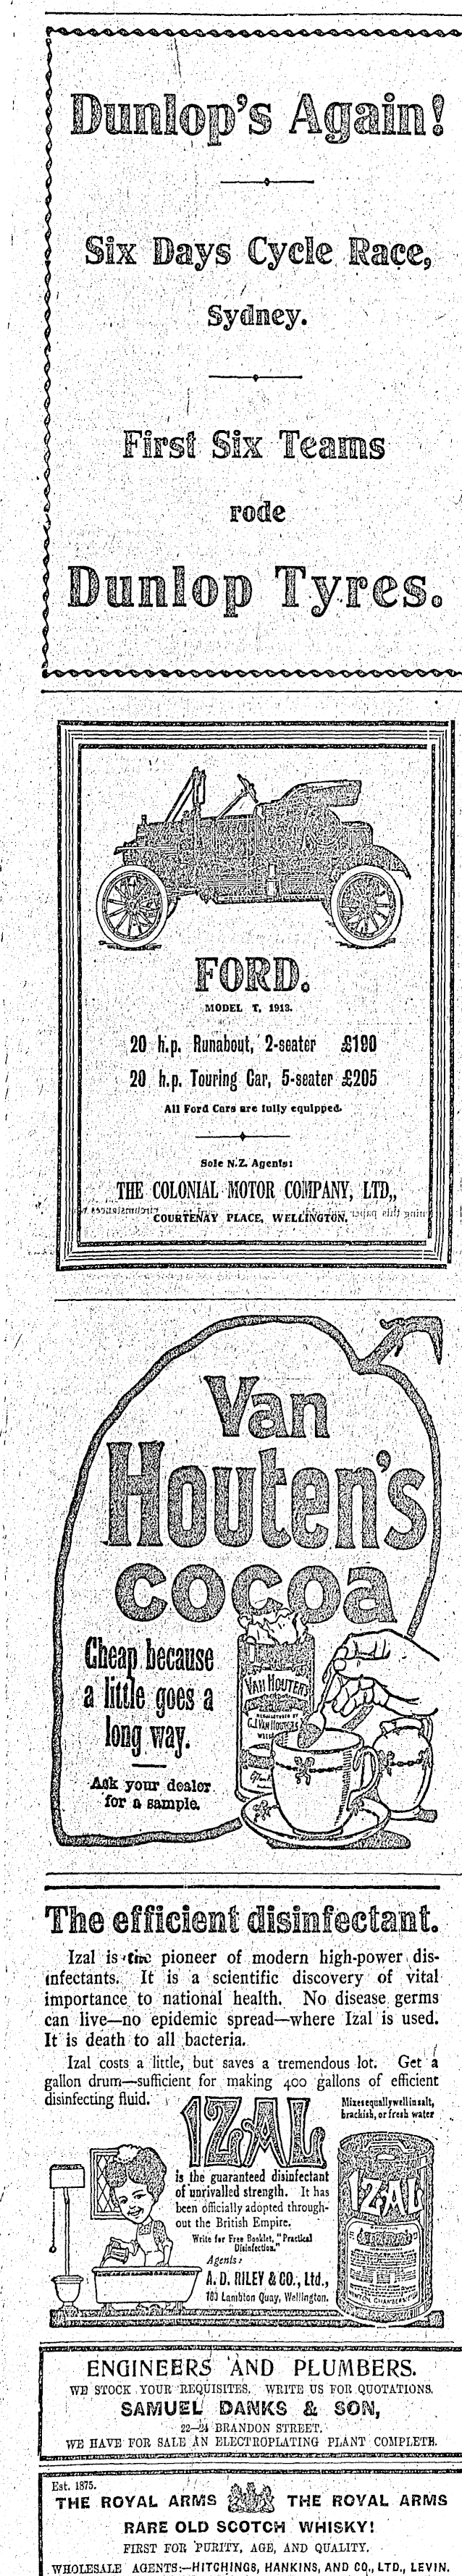 Dunlop's Again!
Six Days Cycle Race,
Sydney.
First Six Teams
rode
Dunlop Tyres.
FORD.
MODEL T, 1913.
20 h.p. Runabout, 2-seater £190
20 h.p. Touring Car, 5-seater £205
All Ford Cars are fully equipped.
Sole N.Z. Agents:
THE COLONIAL MOTOR COMPANY, LTD.,
COURTENAY PLACE, WELLINGTON.
Van
Houten's
cocoa
Cheap because
a little goes a
long way.
Ask your dealer
for a sample.
VAN HOUTEN'S
C.J. VAN HOUTEN &
The efficient disinfectant.
Izal is the pioneer of modern high-power dis-
infectants. It is a scientific discovery of vital
importance to national health. No disease germs
can live—no epidemic spread—where Izal is used.
It is death to all bacteria.
Izal costs a little, but saves a tremendous lot. Get a
gallon drum—sufficient for making 400 gallons of efficient
disinfecting fluid.
Mixes equally well in salt,
brackish, or fresh water
IZAL
is the guaranteed disinfectant
of unrivalled strength. It has
been officially adopted through-
out the British Empire.
Write for Free Booklet, "Practical
Disinfection."
Agents:
A. D. RILEY & CO., Ltd.,
Lambton Quay, Wellington.
IZAL
ENGINEERS AND PLUMBERS.
WE STOCK YOUR REQUISITES. WRITE US FOR QUOTATIONS.
SAMUEL DANKS & SON,
22—24 BRANDON STREET.
WE HAVE FOR SALE AN ELECTROPLATING PLANT COMPLETE.
Est. 1875.
THE ROYAL ARMS THE ROYAL ARMS
RARE OLD SCOTCH WHISKY!
FIRST FOR PURITY, AGE, AND QUALITY.
WHOLESALE AGENTS:—HITCHINGS, HANKINS, AND CO., LTD., LEVIN.